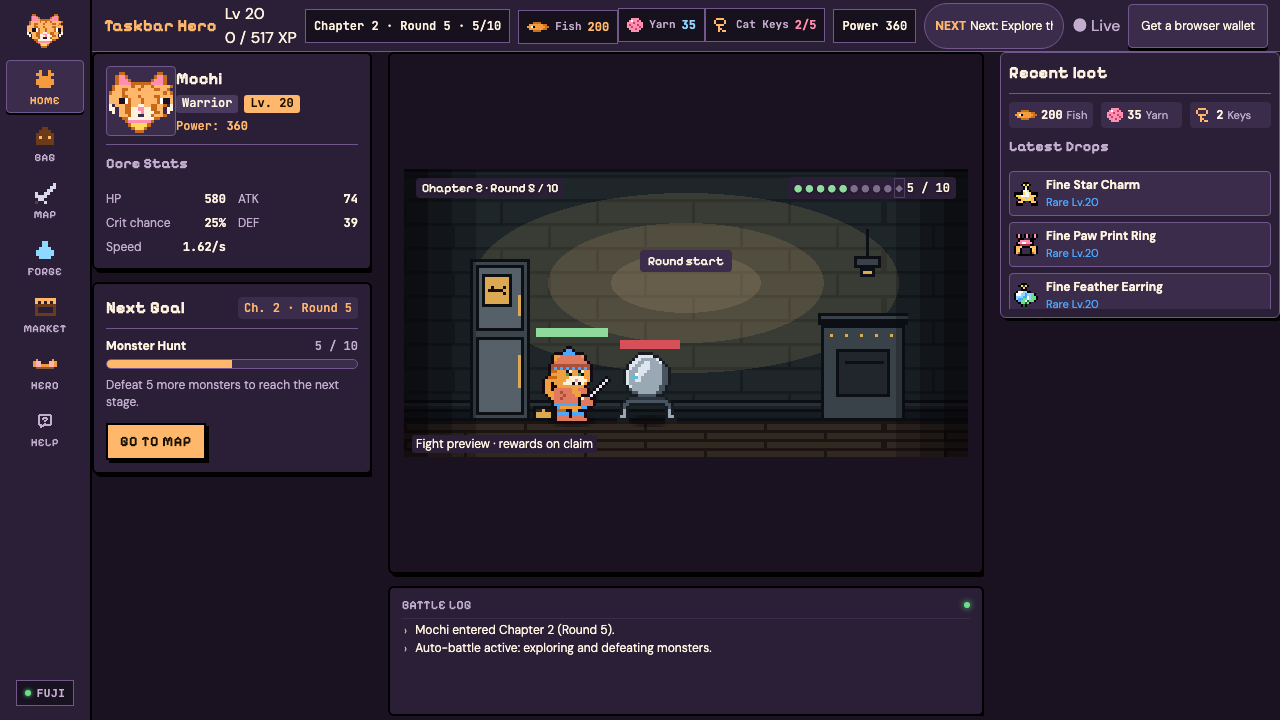 Taskbar Hero
Lv 20
0 / 517 XP
Chapter 2 · Round 5 · 5/10
Fish 200
Yarn 35
Cat Keys 2/5
Power 360
NEXT Next: Explore th
Live
Get a browser wallet
HOME
BAG
MAP
FORGE
MARKET
HERO
HELP
FUJI
Mochi
Warrior Lv. 20
Power: 360
Core Stats
HP 580 ATK 74
Crit chance 25% DEF 39
Speed 1.62/s
Next Goal Ch. 2 · Round 5
Monster Hunt 5 / 10
Defeat 5 more monsters to reach the next
stage.
GO TO MAP
Chapter 2 · Round 5 / 10
5 / 10
Round start
Fight preview · rewards on claim
BATTLE LOG
› Mochi entered Chapter 2 (Round 5).
› Auto-battle active: exploring and defeating monsters.
Recent loot
200 Fish
35 Yarn
2 Keys
Latest Drops
Fine Star Charm
Rare Lv.20
Fine Paw Print Ring
Rare Lv.20
Fine Feather Earring
Rare Lv.20